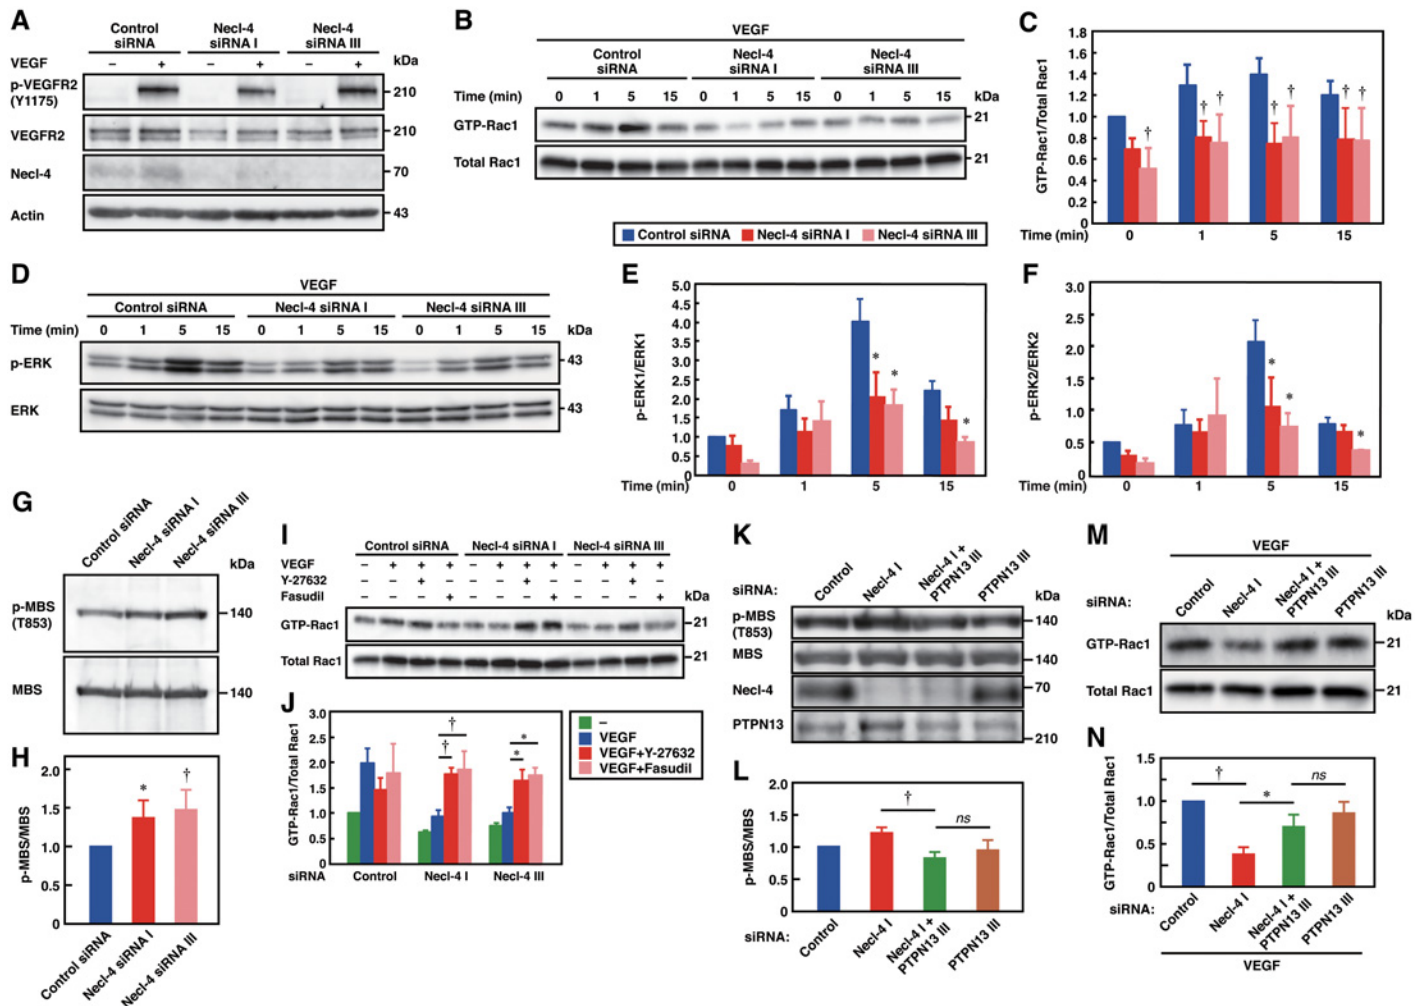 A
Control siRNA
Necl-4 siRNA I
Necl-4 siRNA III
VEGF − + − + − + kDa
p-VEGFR2 (Y1175) 210
VEGFR2 210
Necl-4 70
Actin 43
B
VEGF
Control siRNA
Necl-4 siRNA I
Necl-4 siRNA III
Time (min) 0 1 5 15 0 1 5 15 0 1 5 15 kDa
GTP-Rac1 21
Total Rac1 21
Control siRNA Necl-4 siRNA I Necl-4 siRNA III
C
GTP-Rac1/Total Rac1
1.8
1.6
1.4
1.2
1.0
0.8
0.6
0.4
0.2
0
† † † † † † †
Time (min) 0 1 5 15
D
VEGF
Control siRNA Necl-4 siRNA I Necl-4 siRNA III
Time (min) 0 1 5 15 0 1 5 15 0 1 5 15 kDa
p-ERK 43
ERK 43
E
p-ERK1/ERK1
5.0
4.5
4.0
3.5
3.0
2.5
2.0
1.5
1.0
0.5
0
* * *
Time (min) 0 1 5 15
F
p-ERK2/ERK2
3.0
2.5
2.0
1.5
1.0
0.5
0
* * *
Time (min) 0 1 5 15
G
Control siRNA
Necl-4 siRNA I
Necl-4 siRNA III
kDa
p-MBS (T853) 140
MBS 140
H
p-MBS/MBS
2.0
1.5
1.0
0.5
0
* †
Control siRNA
Necl-4 siRNA I
Necl-4 siRNA III
I
Control siRNA Necl-4 siRNA I Necl-4 siRNA III
VEGF − + + + − + + + − + + +
Y-27632 − − + − − − + − − − + −
Fasudil − − − + − − − + − − − + kDa
GTP-Rac1 21
Total Rac1 21
J
GTP-Rac1/Total Rac1
3.0
2.5
2.0
1.5
1.0
0.5
0
† † * *
siRNA Control Necl-4 I Necl-4 III
−
VEGF
VEGF+Y-27632
VEGF+Fasudil
K
siRNA:
Control
Necl-4 I
Necl-4 I + PTPN13 III
PTPN13 III
kDa
p-MBS (T853) 140
MBS 140
Necl-4 70
PTPN13 210
L
p-MBS/MBS
2.0
1.5
1.0
0.5
0
† ns
siRNA:
Control
Necl-4 I
Necl-4 I + PTPN13 III
PTPN13 III
M
VEGF
siRNA:
Control
Necl-4 I
Necl-4 I + PTPN13 III
PTPN13 III
kDa
GTP-Rac1 21
Total Rac1 21
N
GTP-Rac1/Total Rac1
1.5
1.0
0.5
0
† * ns
siRNA:
Control
Necl-4 I
Necl-4 I + PTPN13 III
PTPN13 III
VEGF